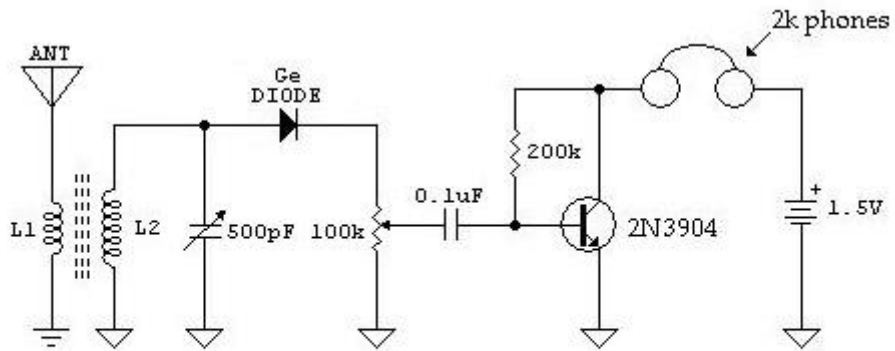 2k phones
ANT
Ge
DIODE
200k
0.1uF
+
1.5V
L1
L2
500pF
100k
2N3904